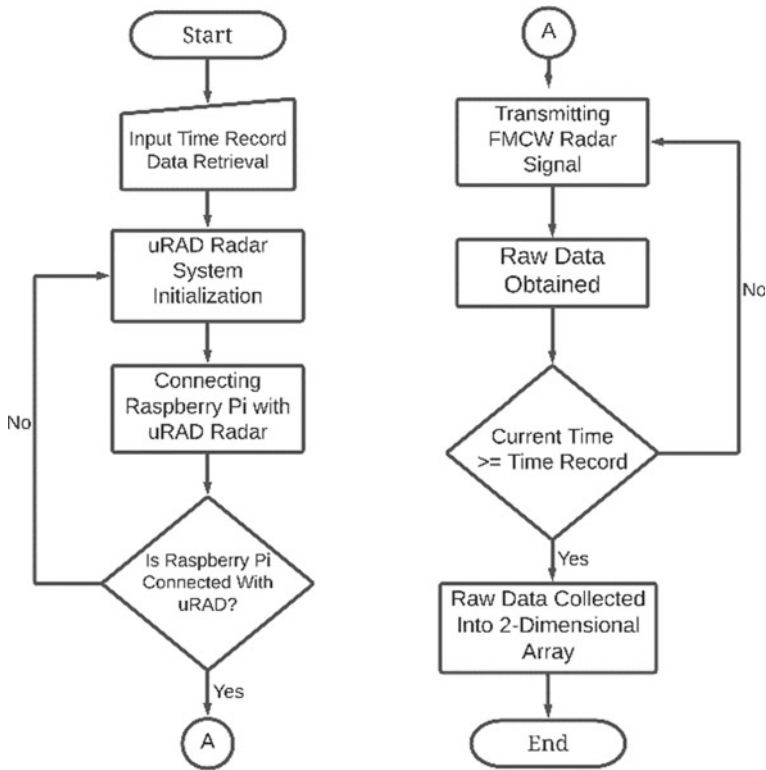 Start
Input Time Record
Data Retrieval
uRAD Radar
System
Initialization
Connecting
Raspberry Pi with
uRAD Radar
No
Is Raspberry Pi
Connected With
uRAD?
Yes
A
A
Transmitting
FMCW Radar
Signal
Raw Data
Obtained
No
Current Time
>= Time Record
Yes
Raw Data Collected
Into 2-Dimensional
Array
End